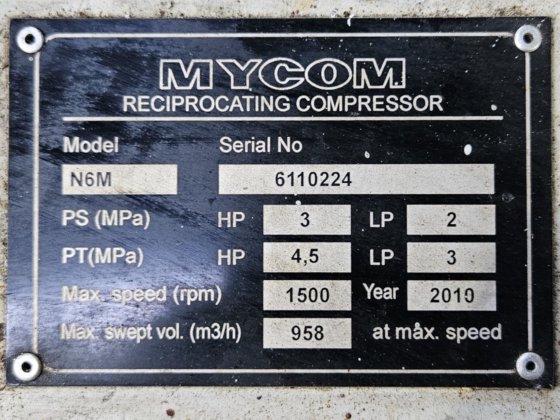 MYCOM
RECIPROCATING COMPRESSOR
Model Serial No
N6M 6110224
PS (MPa) HP 3 LP 2
PT(MPa) HP 4,5 LP 3
Max. speed (rpm) 1500 Year 2010
Max. swept vol. (m3/h) 958 at max. speed